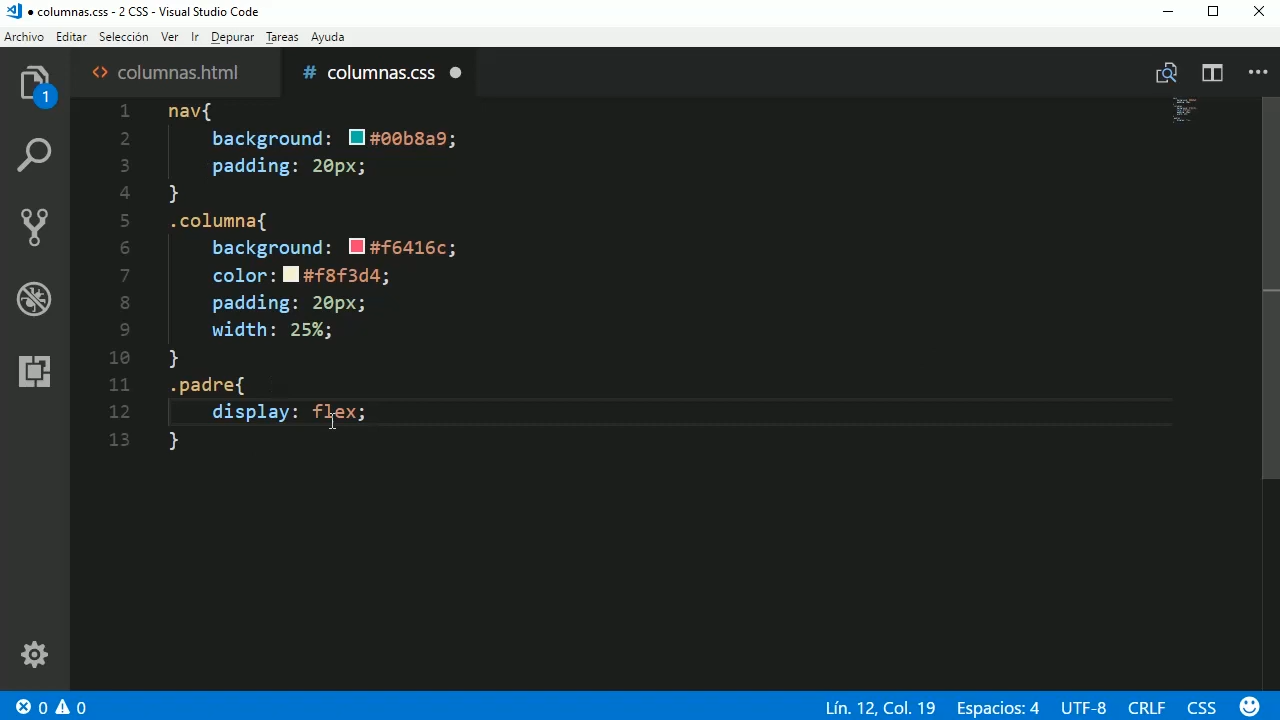 ● columnas.css - 2 CSS - Visual Studio Code
Archivo Editar Selección Ver Ir Depurar Tareas Ayuda
1 <> columnas.html # columnas.css ●
1 nav{
2 background: #00b8a9;
3 padding: 20px;
4 }
5 .columna{
6 background: #f6416c;
7 color: #f8f3d4;
8 padding: 20px;
9 width: 25%;
10 }
11 .padre{
12 display: flex;
13 }
0 0 Lín. 12, Col. 19 Espacios: 4 UTF-8 CRLF CSS